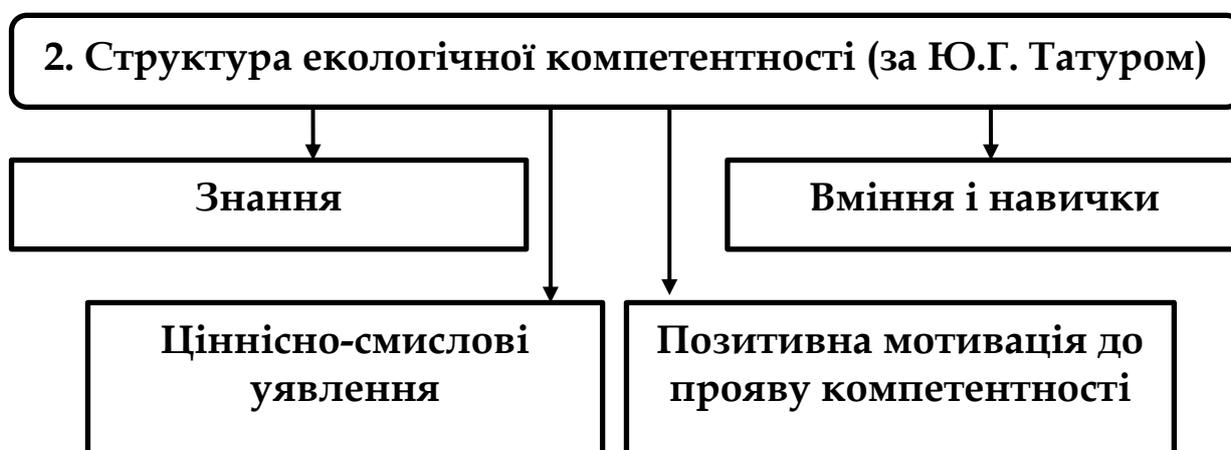 2. Структура екологічної компетентності (за Ю.Г. Татуром)
Знання
Вміння і навички
Ціннісно-смислові
уявлення
Позитивна мотивація до
прояву компетентності